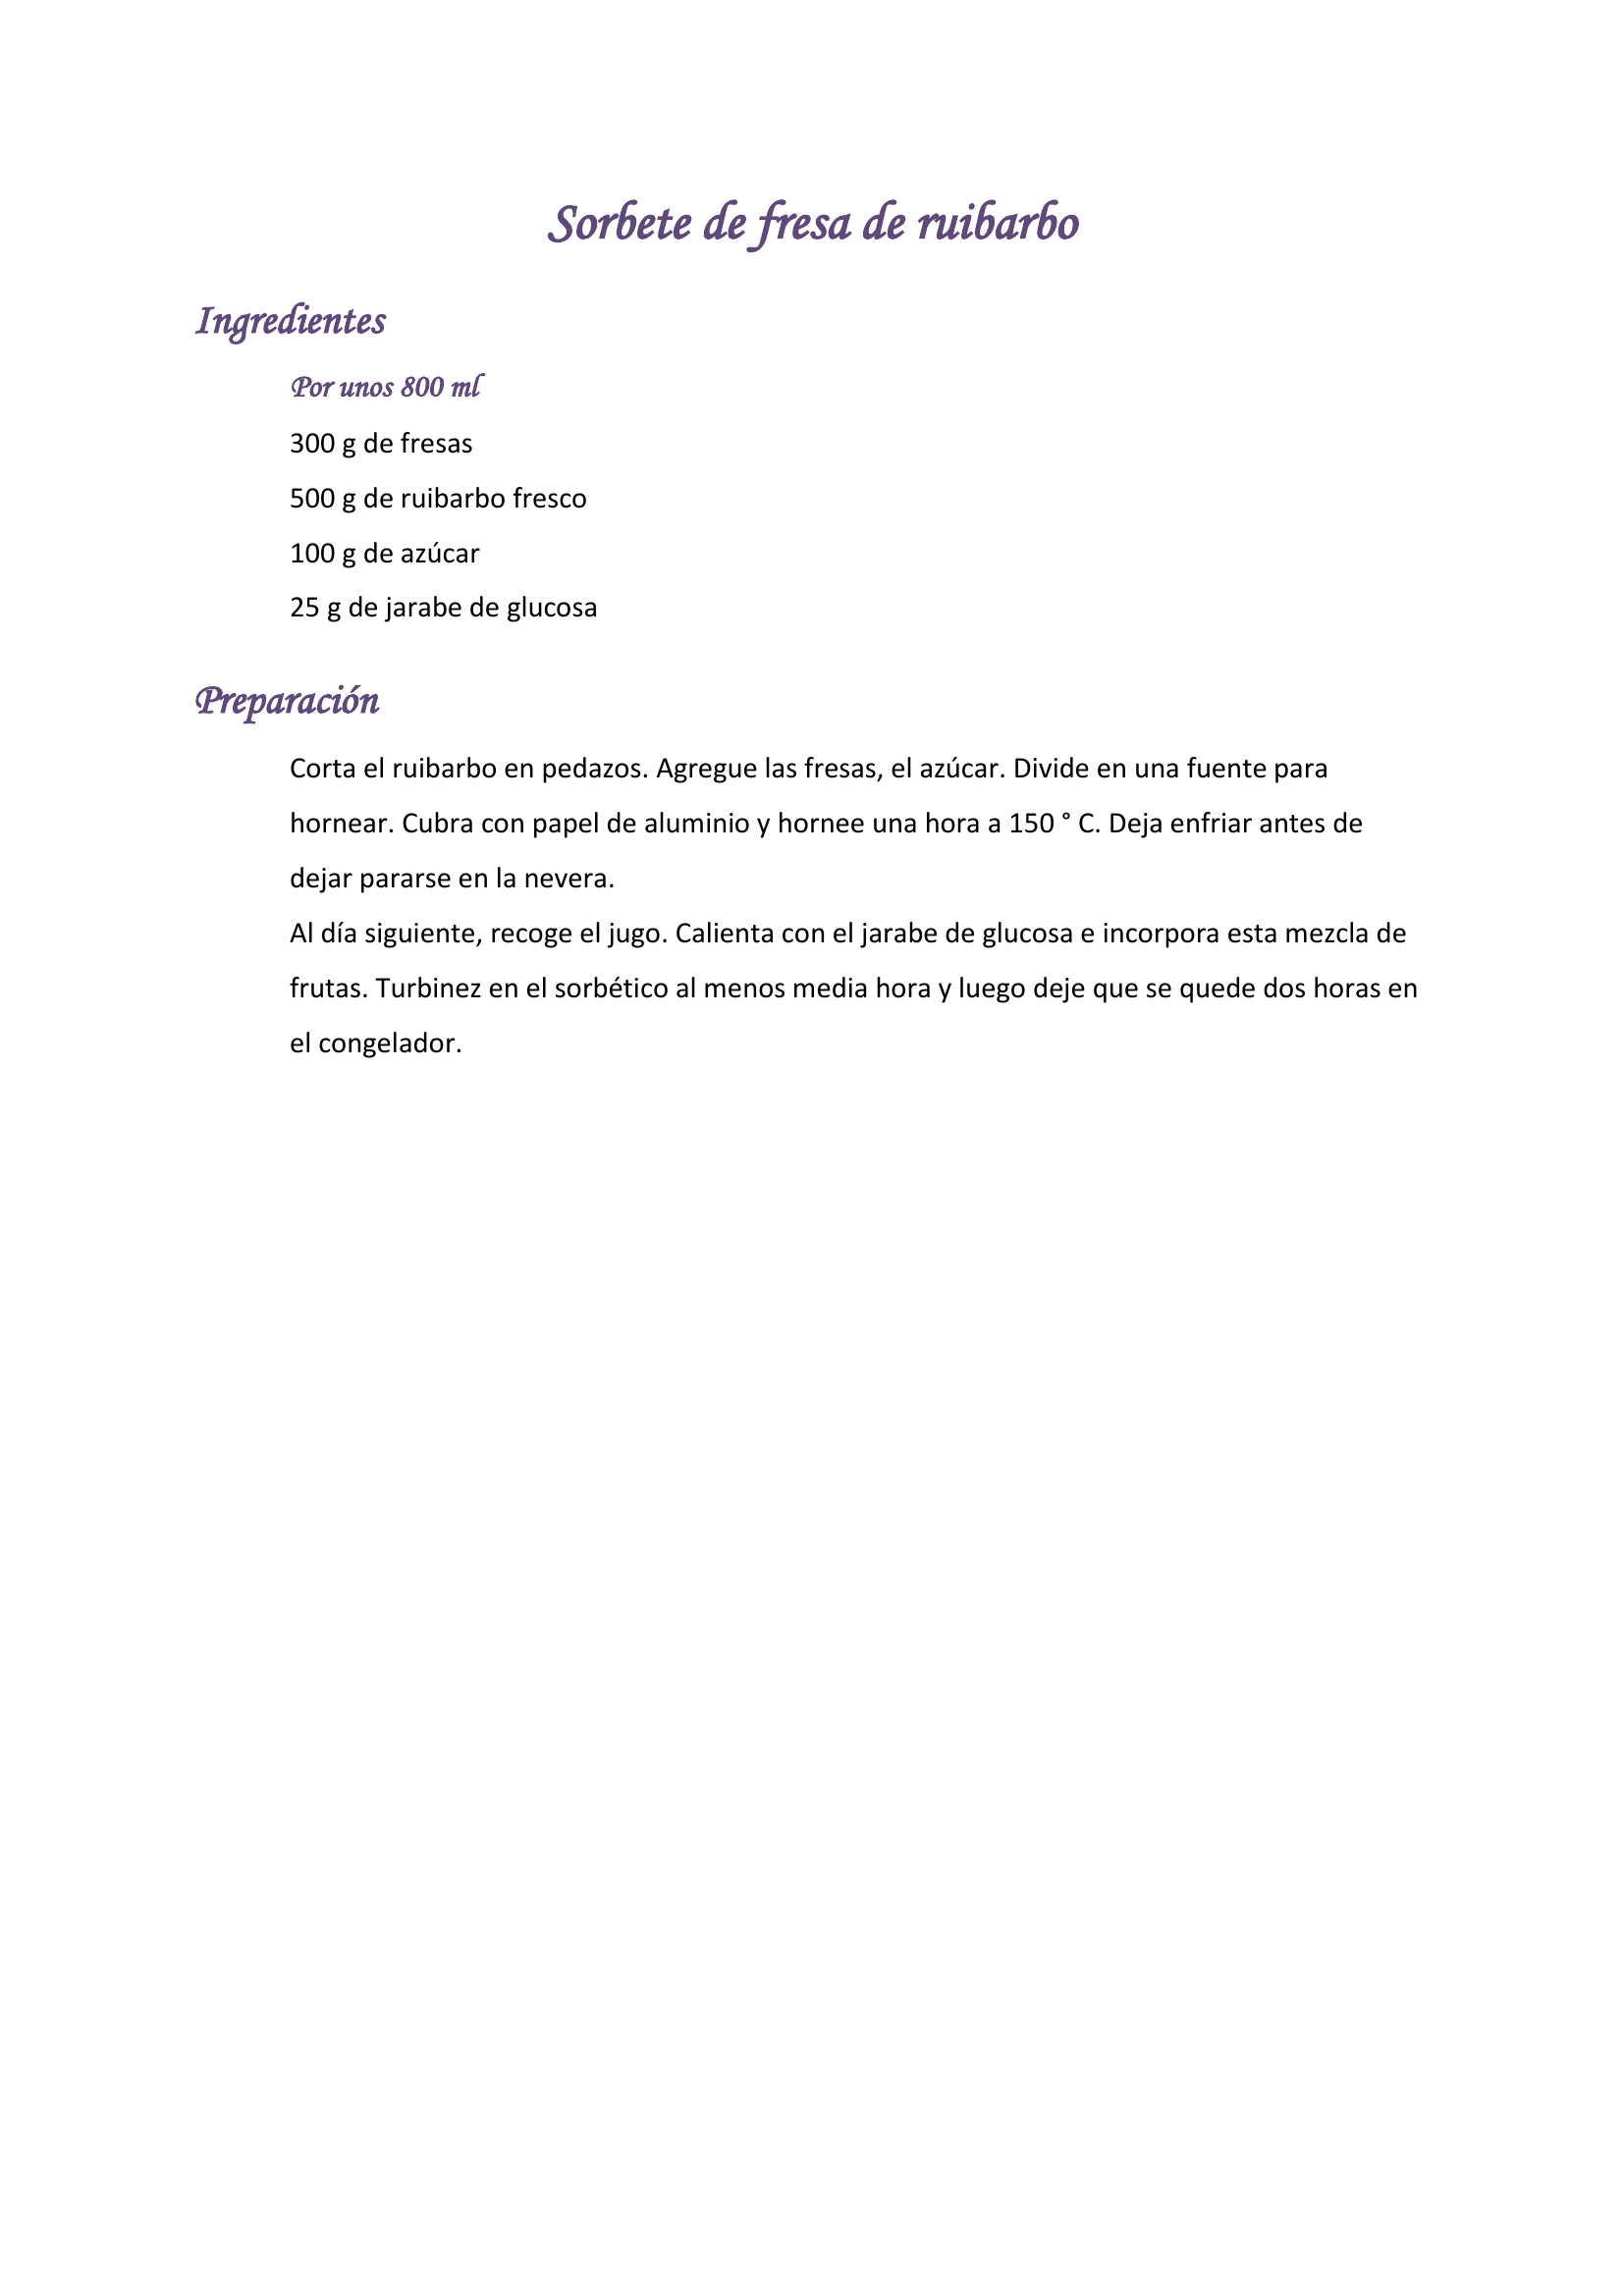 Sorbete de fresa de ruibarbo
Ingredientes
Por unos 800 ml
300 g de fresas
500 g de ruibarbo fresco
100 g de azúcar
25 g de jarabe de glucosa
Preparación
Corta el ruibarbo en pedazos. Agregue las fresas, el azúcar. Divide en una fuente para
hornear. Cubra con papel de aluminio y hornee una hora a 150 ° C. Deja enfriar antes de
dejar pararse en la nevera.
Al día siguiente, recoge el jugo. Calienta con el jarabe de glucosa e incorpora esta mezcla de
frutas. Turbinez en el sorbético al menos media hora y luego deje que se quede dos horas en
el congelador.